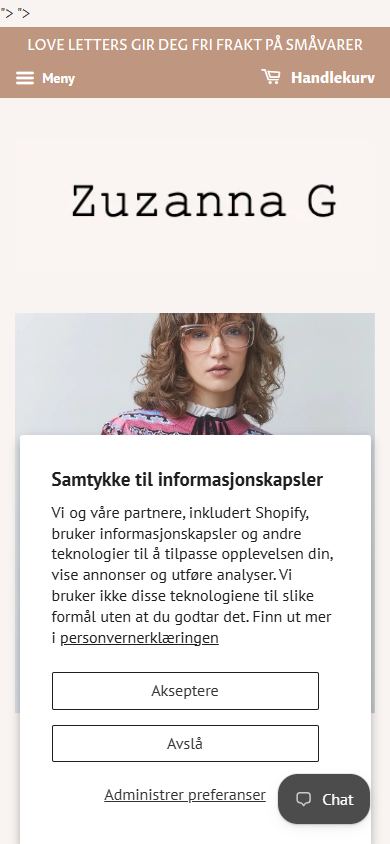 "> ">
LOVE LETTERS GIR DEG FRI FRAKT PÅ SMÅVARER
Meny
Handlekurv
Zuzanna G
Samtykke til informasjonskapsler
Vi og våre partnere, inkludert Shopify,
bruker informasjonskapsler og andre
teknologier til å tilpasse opplevelsen din,
vise annonser og utføre analyser. Vi
bruker ikke disse teknologiene til slike
formål uten at du godtar det. Finn ut mer
i personvernerklæringen
Aksepter​e
Avslå
Administrer preferanser
Chat